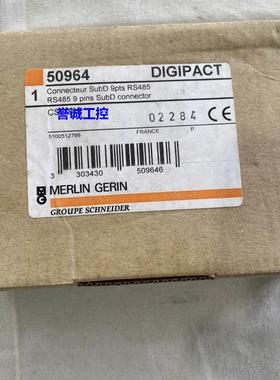 50964 DIGIPACT
1 Connecteur SubD 9pts RS485
RS485 9 pins SubD connector
誉诚工控
02284 CE
5100512766 FRANCE P
3 303430 509646
MERLIN GERIN
GROUPE SCHNEIDER